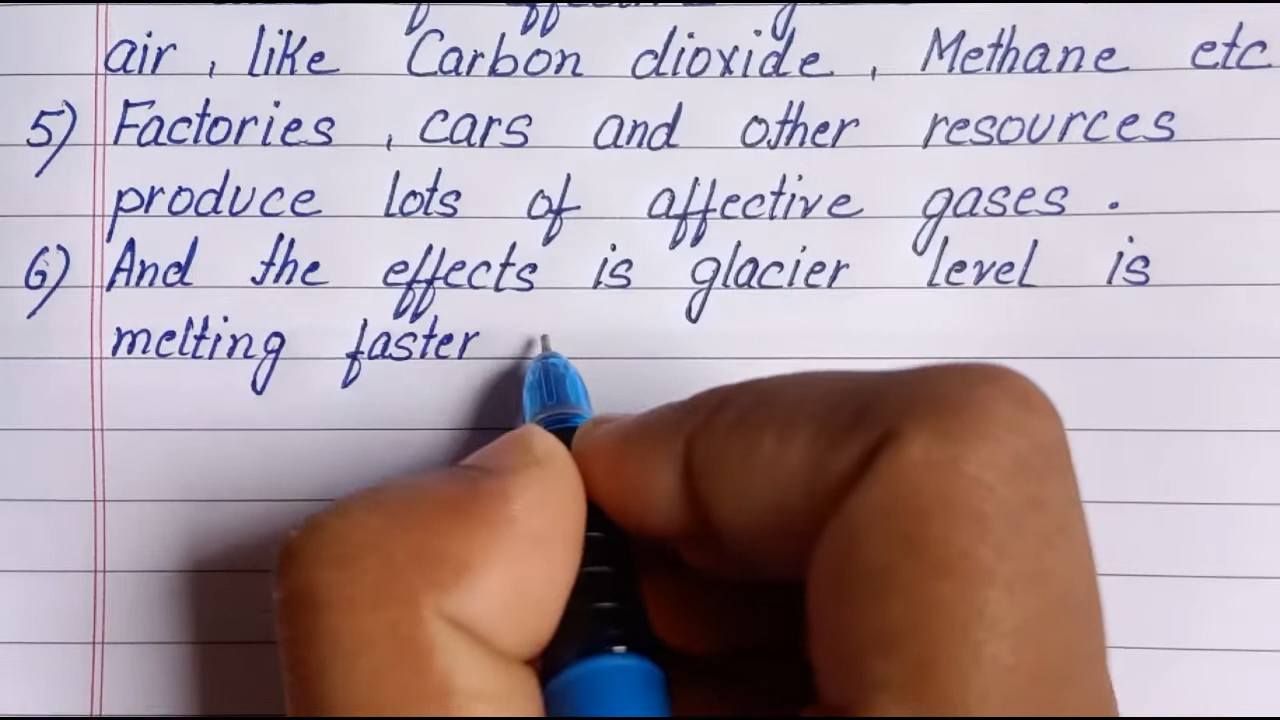 air, like Carbon dioxide, Methane etc
5) Factories, cars and other resources
produce lots of affective gases.
6) And the effects is glacier level is
melting faster